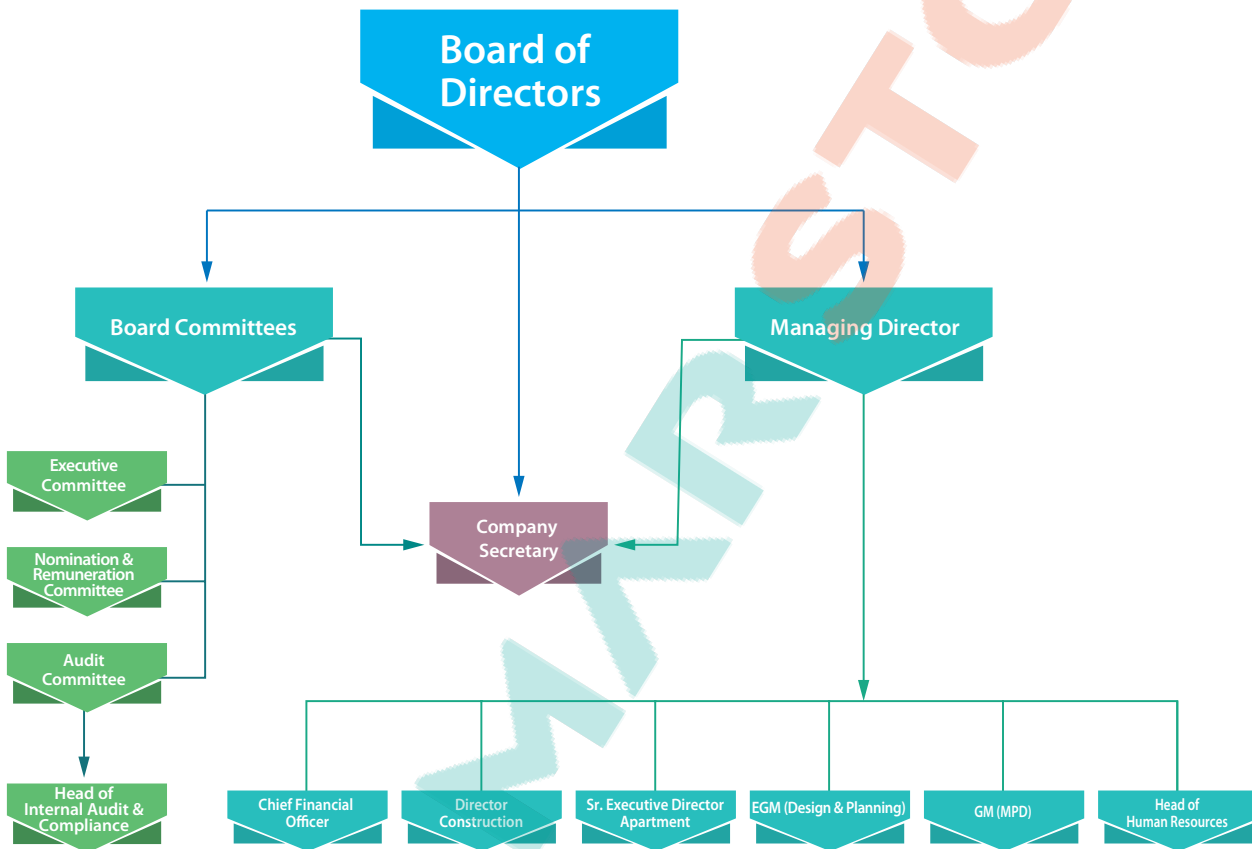 Board of
Directors
Board Committees
Managing Director
Executive
Committee
Company
Secretary
Nomination &
Remuneration
Committee
Audit
Committee
Head of
Internal Audit &
Compliance
Chief Financial
Officer
Director
Construction
Sr. Executive Director
Apartment
EGM (Design & Planning)
GM (MPD)
Head of
Human Resources